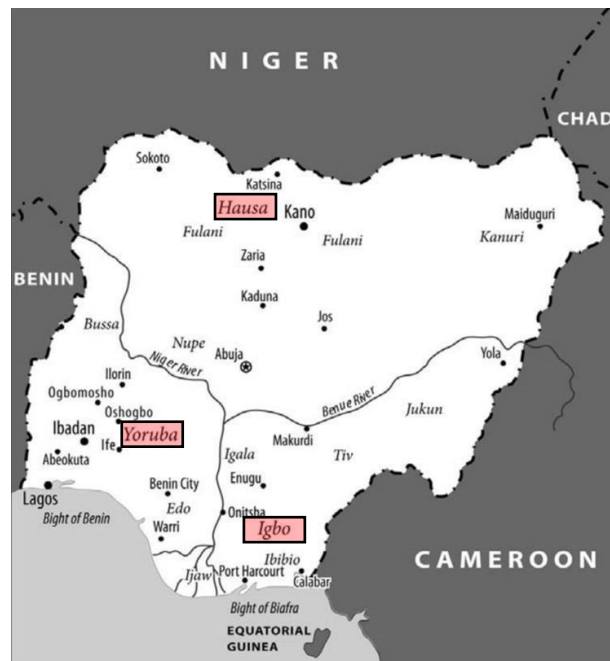 NIGER
CHAD
Sokoto
Katsina
Hausa
Kano
Fulani
Fulani
Maiduguri
Kanuri
Zaria
BENIN
Kaduna
Jos
Bussa
Nupe
Niger River
Abuja
Yola
Ilorin
Benue River
Ogbomosho
Jukun
Oshogbo
Ibadan
Yoruba
Makurdi
Ife
Igala
Tiv
Abeokuta
Enugu
Benin City
Lagos
Edo
Onitsha
Bight of Benin
Warri
Igbo
Ibibio
CAMEROON
Ijaw
Port Harcourt
Calabar
Bight of Biafra
EQUATORIAL
GUINEA